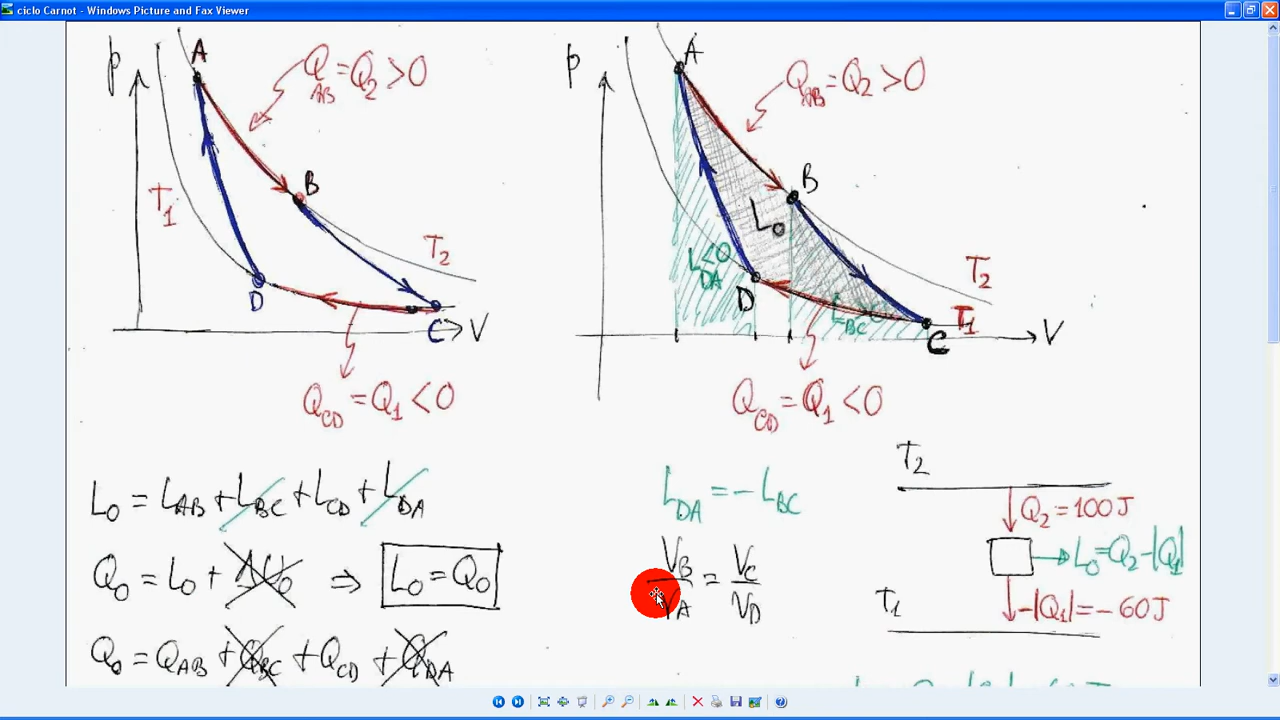 ciclo Carnot - Windows Picture and Fax Viewer
p
A
Q_AB = Q_2 > 0
B
T_1
T_2
D
C
V
Q_CD = Q_1 < 0
p
A
Q_AB = Q_2 > 0
B
L_0
L_DA < 0
D
L_BC >
T_2
T_1
C
V
Q_CD = Q_1 < 0
L_0 = L_AB + L_BC + L_CD + L_DA
Q_0 = L_0 + ΔU_0 ⇒ L_0 = Q_0
Q_0 = Q_AB + Q_BC + Q_CD + Q_DA
L_DA = - L_BC
V_B / V_A = V_C / V_D
T_2
Q_2 = 100 J
L_0 = Q_2 - |Q_1|
T_1
-|Q_1| = - 60 J